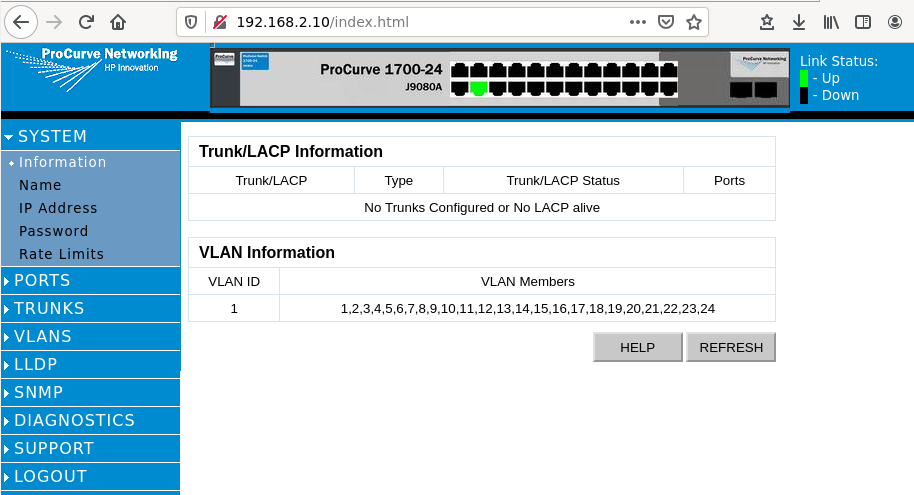 192.168.2.10/index.html
ProCurve Networking
HP Innovation
ProCurve
ProCurve 1700-24
J9080A
ProCurve Networking
Link Status:
- Up
- Down
SYSTEM
Information
Name
IP Address
Password
Rate Limits
PORTS
TRUNKS
VLANS
LLDP
SNMP
DIAGNOSTICS
SUPPORT
LOGOUT
Trunk/LACP Information
Trunk/LACP Type Trunk/LACP Status Ports
No Trunks Configured or No LACP alive
VLAN Information
VLAN ID VLAN Members
1 1,2,3,4,5,6,7,8,9,10,11,12,13,14,15,16,17,18,19,20,21,22,23,24
HELP REFRESH